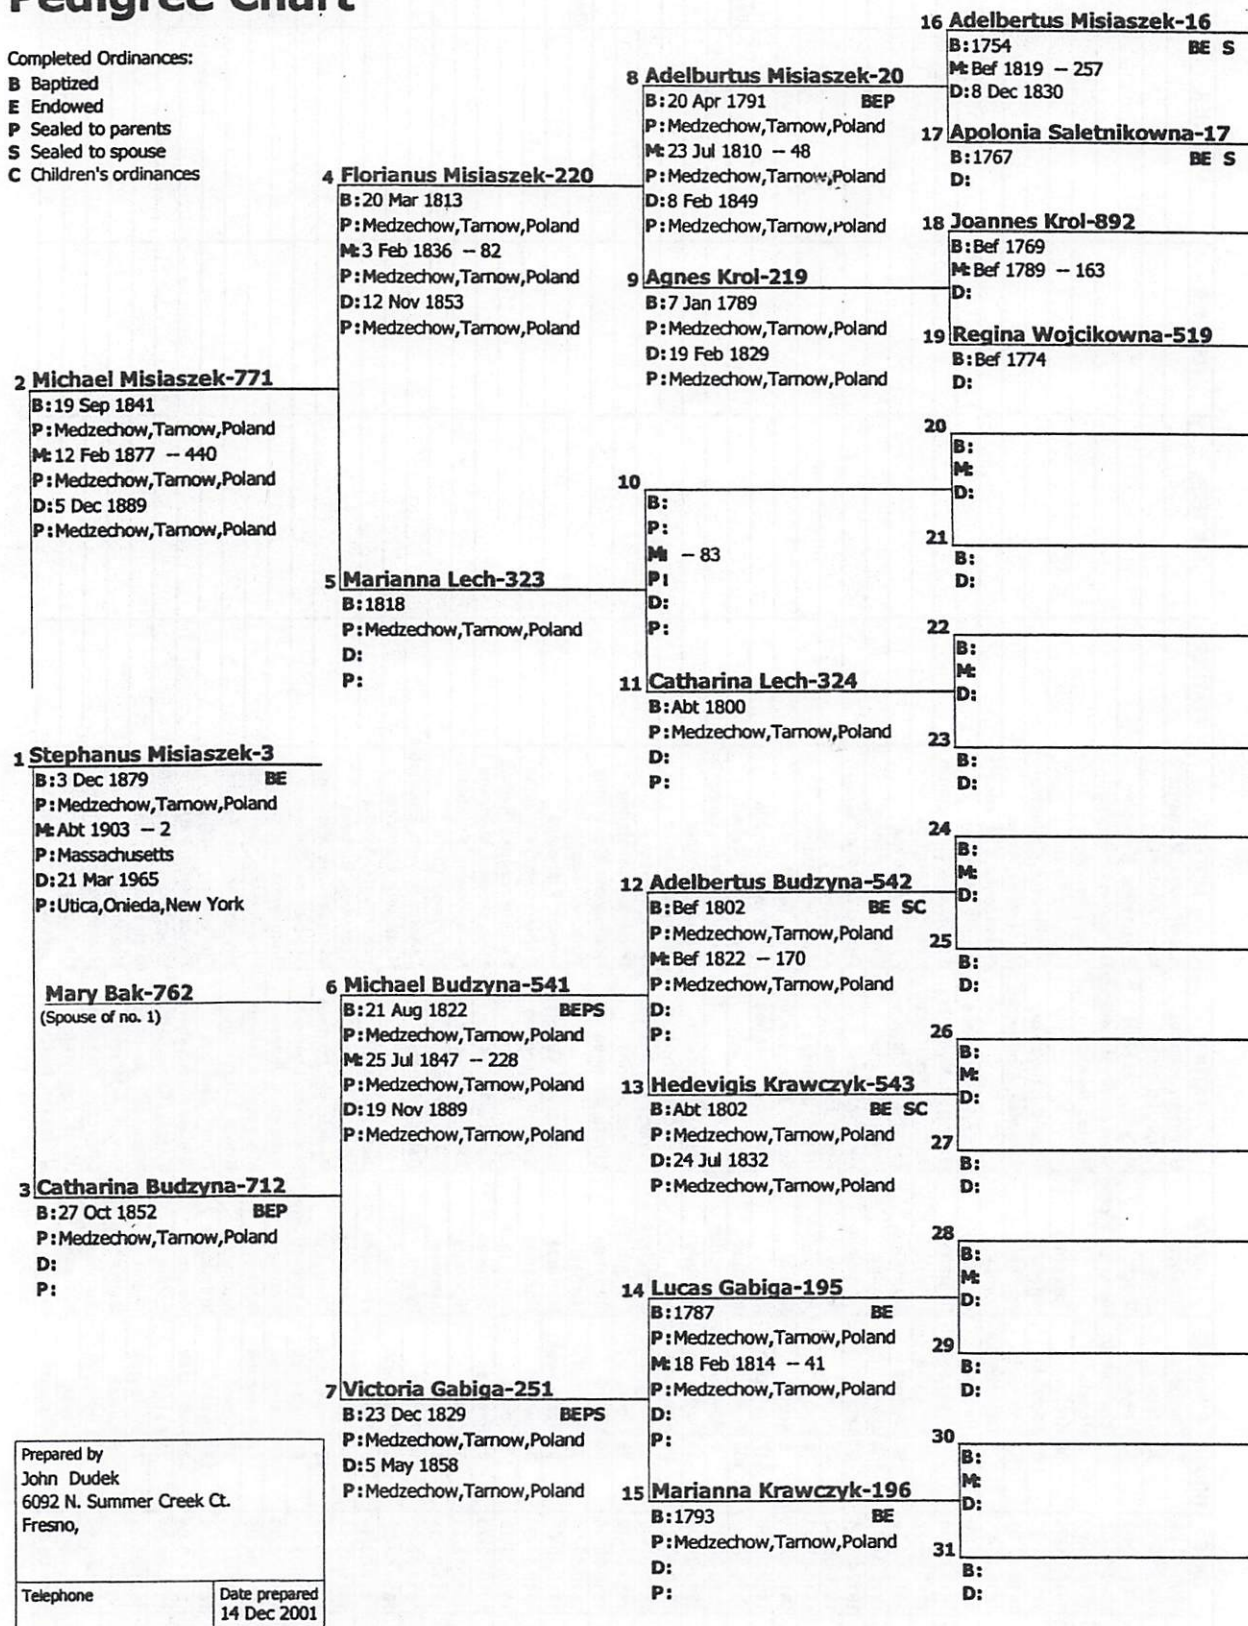 Pedigree Chart
Completed Ordinances:
B Baptized
E Endowed
P Sealed to parents
S Sealed to spouse
C Children's ordinances
2 Michael Misiaszek-771
B:19 Sep 1841
P:Medzechow,Tarnow,Poland
M:12 Feb 1877 -- 440
P:Medzechow,Tarnow,Poland
D:5 Dec 1889
P:Medzechow,Tarnow,Poland
1 Stephanus Misiaszek-3
B:3 Dec 1879 BE
P:Medzechow,Tarnow,Poland
M:Abt 1903 -- 2
P:Massachusetts
D:21 Mar 1965
P:Utica,Onieda,New York
Mary Bak-762
(Spouse of no. 1)
3 Catharina Budzyna-712
B:27 Oct 1852 BEP
P:Medzechow,Tarnow,Poland
D:
P:
4 Florianus Misiaszek-220
B:20 Mar 1813
P:Medzechow,Tarnow,Poland
M:3 Feb 1836 -- 82
P:Medzechow,Tarnow,Poland
D:12 Nov 1853
P:Medzechow,Tarnow,Poland
5 Marianna Lech-323
B:1818
P:Medzechow,Tarnow,Poland
D:
P:
6 Michael Budzyna-541
B:21 Aug 1822 BEPS
P:Medzechow,Tarnow,Poland
M:25 Jul 1847 -- 228
P:Medzechow,Tarnow,Poland
D:19 Nov 1889
P:Medzechow,Tarnow,Poland
7 Victoria Gabiga-251
B:23 Dec 1829 BEPS
P:Medzechow,Tarnow,Poland
D:5 May 1858
P:Medzechow,Tarnow,Poland
8 Adelburtus Misiaszek-20
B:20 Apr 1791 BEP
P:Medzechow,Tarnow,Poland
M:23 Jul 1810 -- 48
P:Medzechow,Tarnow,Poland
D:8 Feb 1849
P:Medzechow,Tarnow,Poland
9 Agnes Krol-219
B:7 Jan 1789
P:Medzechow,Tarnow,Poland
D:19 Feb 1829
P:Medzechow,Tarnow,Poland
10
B:
P:
M: -- 83
P:
D:
P:
11 Catharina Lech-324
B:Abt 1800
P:Medzechow,Tarnow,Poland
D:
P:
12 Adelbertus Budzyna-542
B:Bef 1802 BE SC
P:Medzechow,Tarnow,Poland
M:Bef 1822 -- 170
P:Medzechow,Tarnow,Poland
D:
P:
13 Hedevigis Krawczyk-543
B:Abt 1802 BE SC
P:Medzechow,Tarnow,Poland
D:24 Jul 1832
P:Medzechow,Tarnow,Poland
14 Lucas Gabiga-195
B:1787 BE
P:Medzechow,Tarnow,Poland
M:18 Feb 1814 -- 41
P:Medzechow,Tarnow,Poland
D:
P:
15 Marianna Krawczyk-196
B:1793 BE
P:Medzechow,Tarnow,Poland
D:
P:
16 Adelbertus Misiaszek-16
B:1754 BE S
M:Bef 1819 -- 257
D:8 Dec 1830
17 Apolonia Saletnikowna-17
B:1767 BE S
D:
18 Joannes Krol-892
B:Bef 1769
M:Bef 1789 -- 163
D:
19 Regina Wojcikowna-519
B:Bef 1774
D:
20
B:
M:
D:
21
B:
D:
22
B:
M:
D:
23
B:
D:
24
B:
M:
D:
25
B:
D:
26
B:
M:
D:
27
B:
D:
28
B:
M:
D:
29
B:
D:
30
B:
M:
D:
31
B:
D:
Prepared by
John Dudek
6092 N. Summer Creek Ct.
Fresno,
Telephone
Date prepared
14 Dec 2001